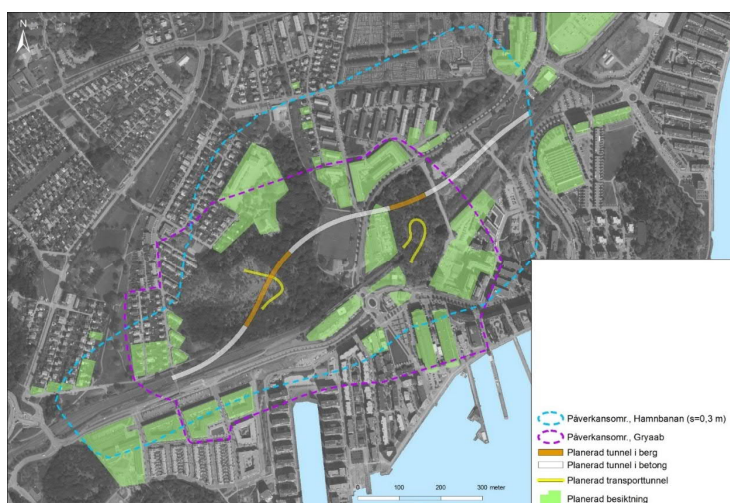 N
Påverkansomr., Hamnbanan (s=0,3 m)
Påverkansomr., Gryaab
Planerad tunnel i berg
Planerad tunnel i betong
Planerad transporttunnel
Planerad besiktning
0 100 200 300
meter